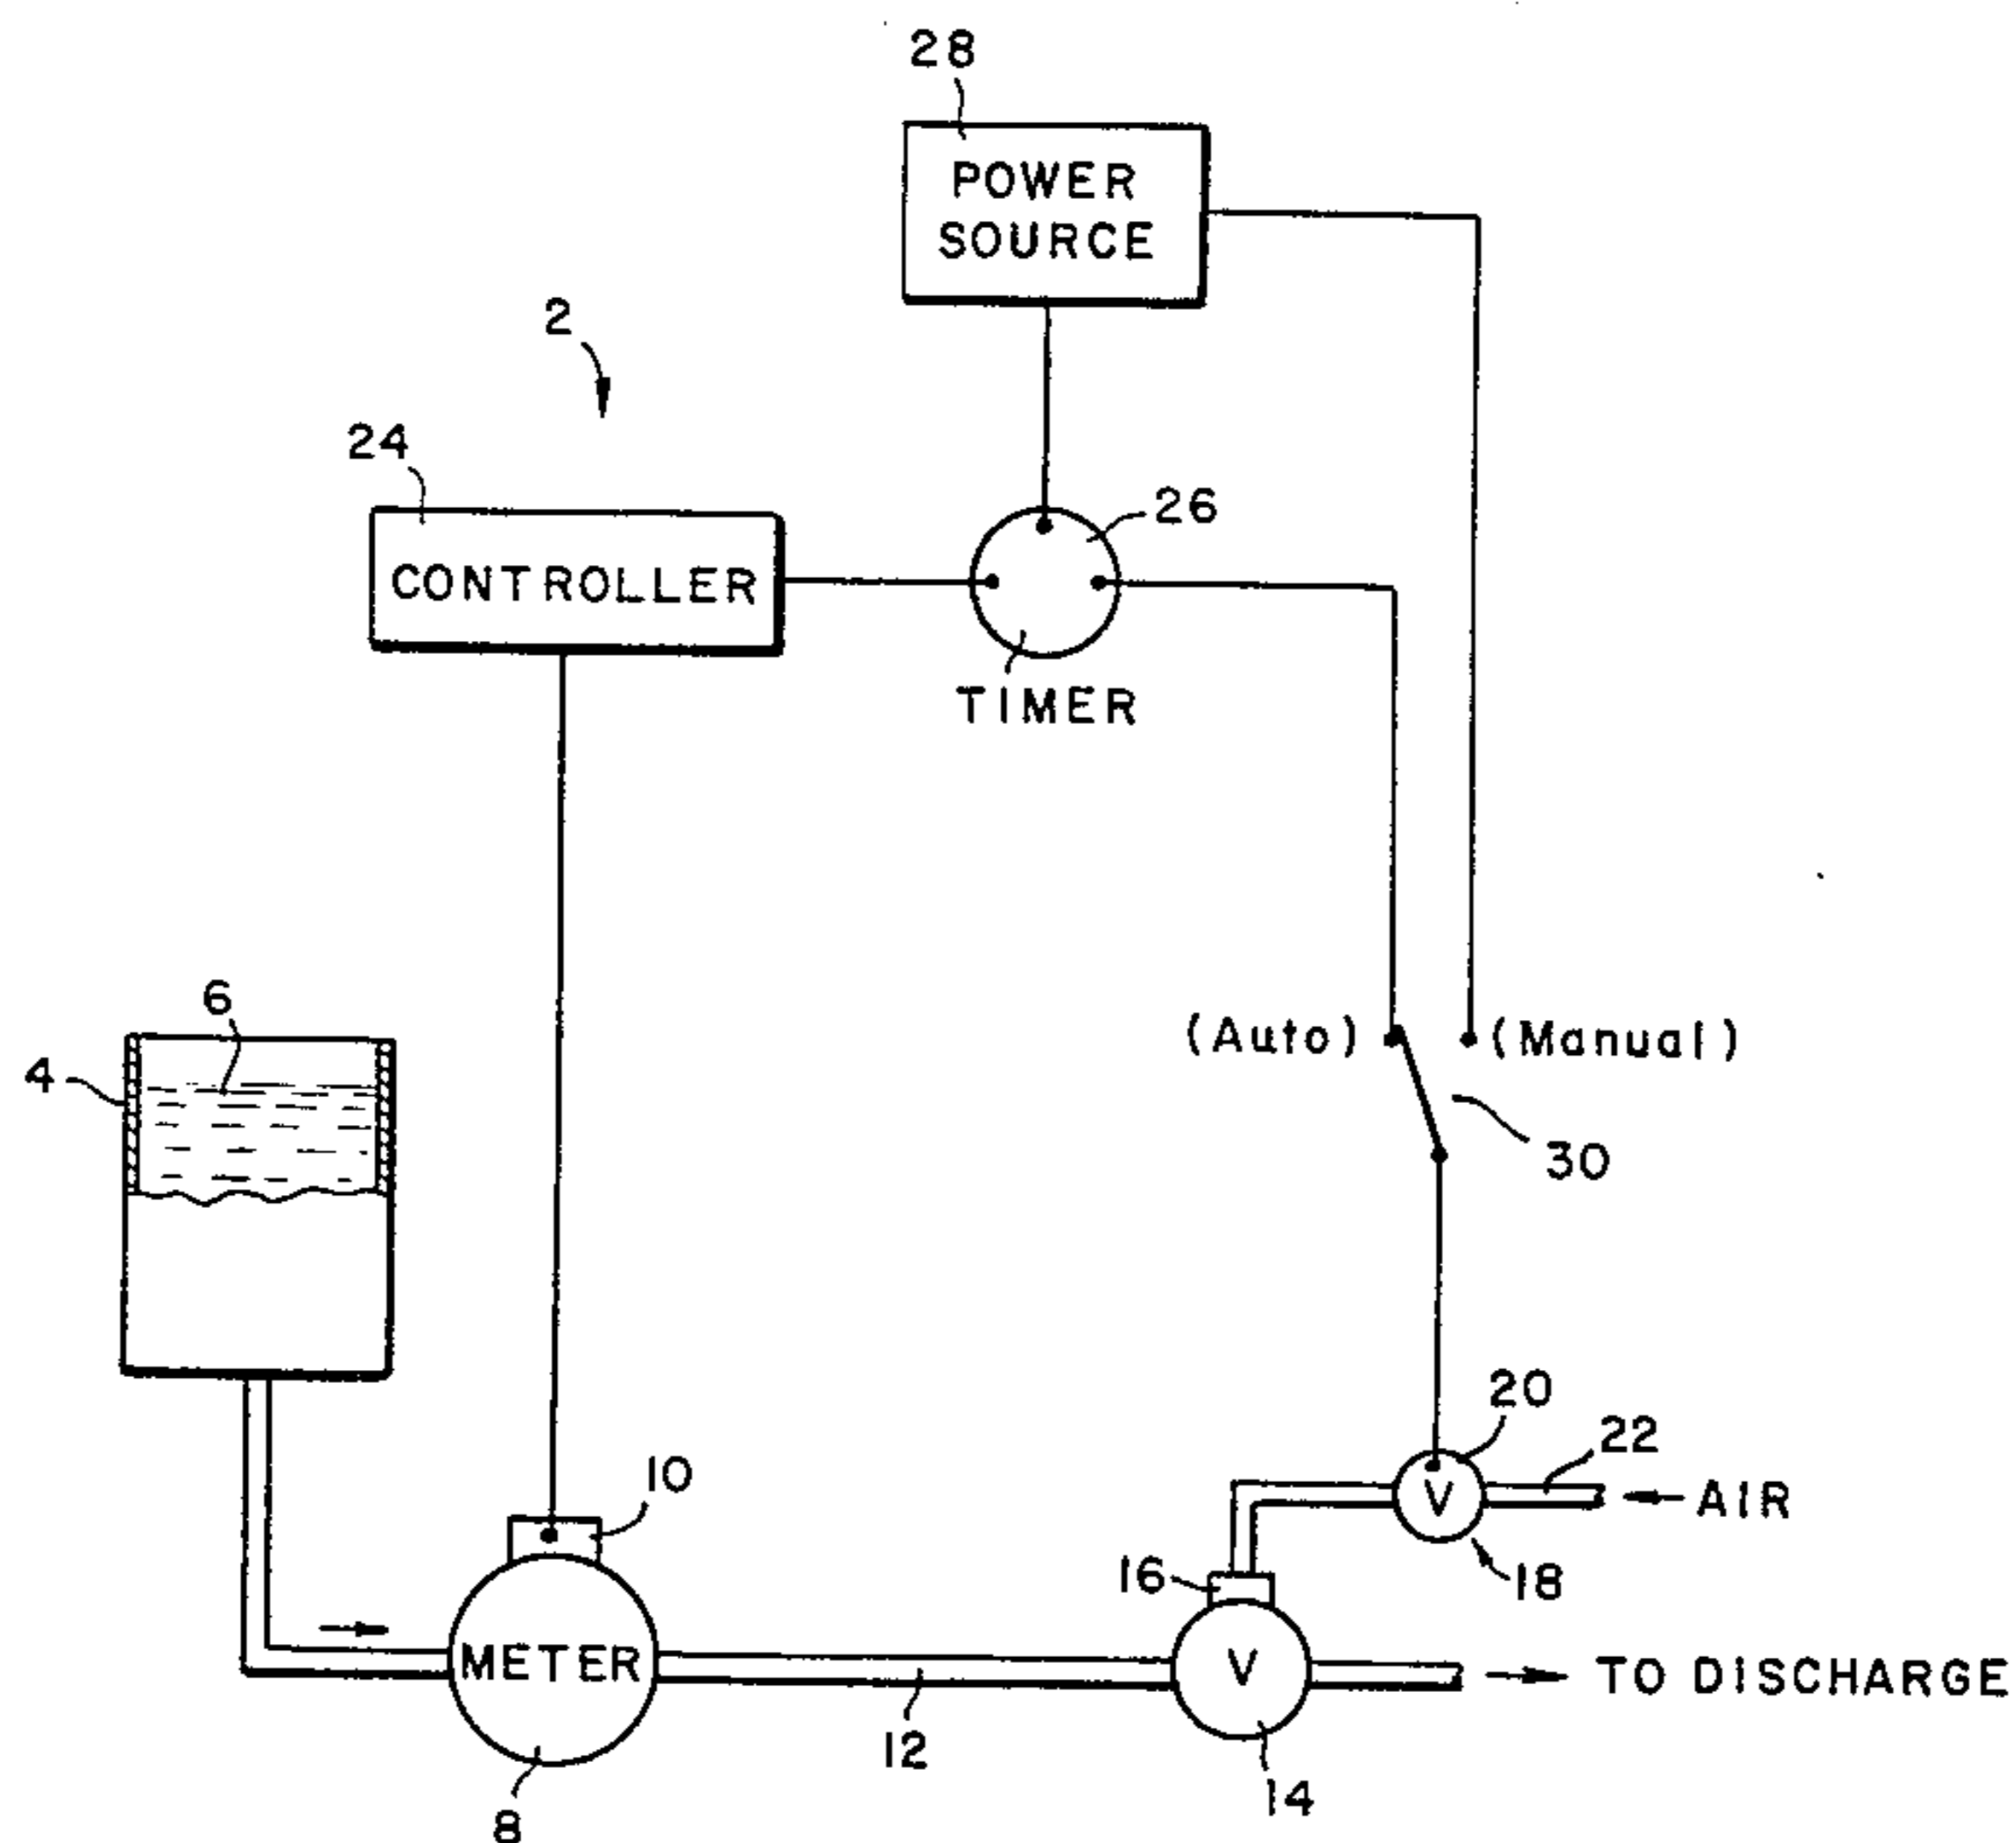 28
POWER
SOURCE
2
24
26
CONTROLLER
TIMER
6
(Auto) (Manual)
4
30
20
22
10
AIR
16
18
METER
V
V
TO DISCHARGE
12
14
8